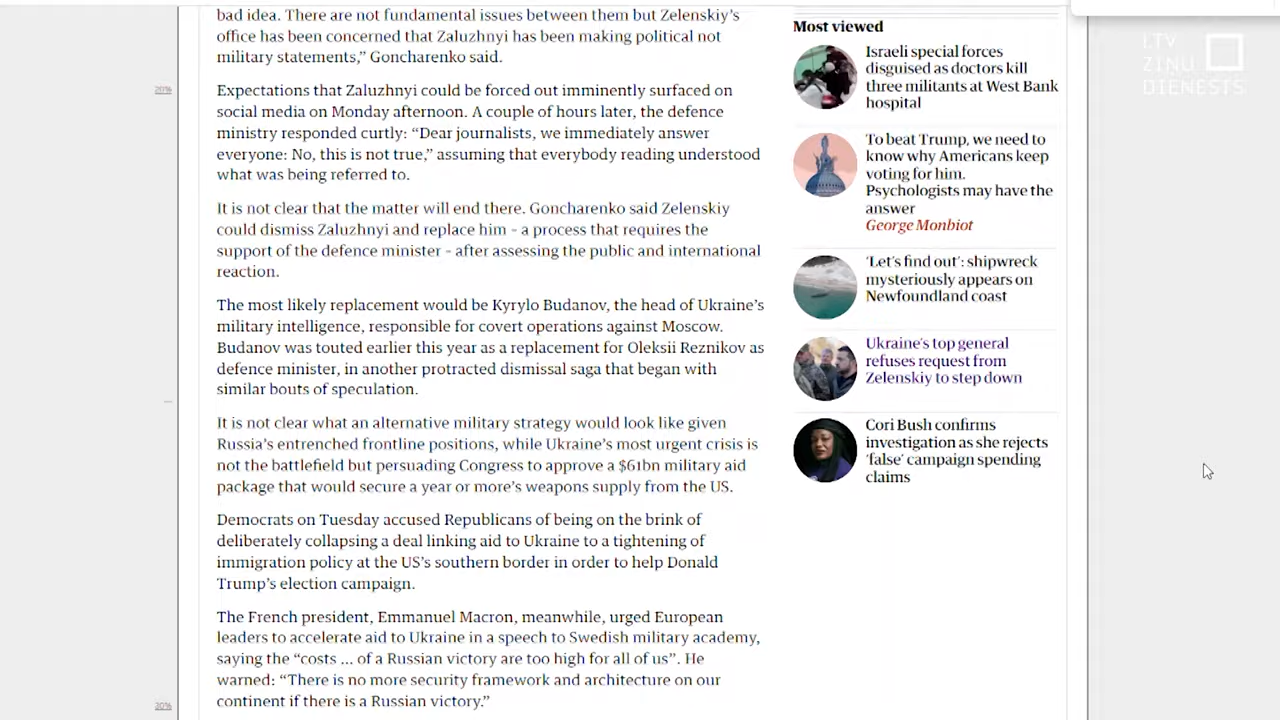 bad idea. There are not fundamental issues between them but Zelenskiy's
office has been concerned that Zaluzhnyi has been making political not
military statements,” Goncharenko said.
Expectations that Zaluzhnyi could be forced out imminently surfaced on
social media on Monday afternoon. A couple of hours later, the defence
ministry responded curtly: “Dear journalists, we immediately answer
everyone: No, this is not true,” assuming that everybody reading understood
what was being referred to.
It is not clear that the matter will end there. Goncharenko said Zelenskiy
could dismiss Zaluzhnyi and replace him – a process that requires the
support of the defence minister – after assessing the public and international
reaction.
The most likely replacement would be Kyrylo Budanov, the head of Ukraine's
military intelligence, responsible for covert operations against Moscow.
Budanov was touted earlier this year as a replacement for Oleksii Reznikov as
defence minister, in another protracted dismissal saga that began with
similar bouts of speculation.
It is not clear what an alternative military strategy would look like given
Russia's entrenched frontline positions, while Ukraine's most urgent crisis is
not the battlefield but persuading Congress to approve a $61bn military aid
package that would secure a year or more's weapons supply from the US.
Democrats on Tuesday accused Republicans of being on the brink of
deliberately collapsing a deal linking aid to Ukraine to a tightening of
immigration policy at the US's southern border in order to help Donald
Trump's election campaign.
The French president, Emmanuel Macron, meanwhile, urged European
leaders to accelerate aid to Ukraine in a speech to Swedish military academy,
saying the “costs ... of a Russian victory are too high for all of us”. He
warned: “There is no more security framework and architecture on our
continent if there is a Russian victory.”
Most viewed
Israeli special forces
disguised as doctors kill
three militants at West Bank
hospital
To beat Trump, we need to
know why Americans keep
voting for him.
Psychologists may have the
answer
George Monbiot
‘Let's find out’: shipwreck
mysteriously appears on
Newfoundland coast
Ukraine's top general
refuses request from
Zelenskiy to step down
Cori Bush confirms
investigation as she rejects
‘false’ campaign spending
claims
20%
30%
LTV
ZIŅU
DIENESTS